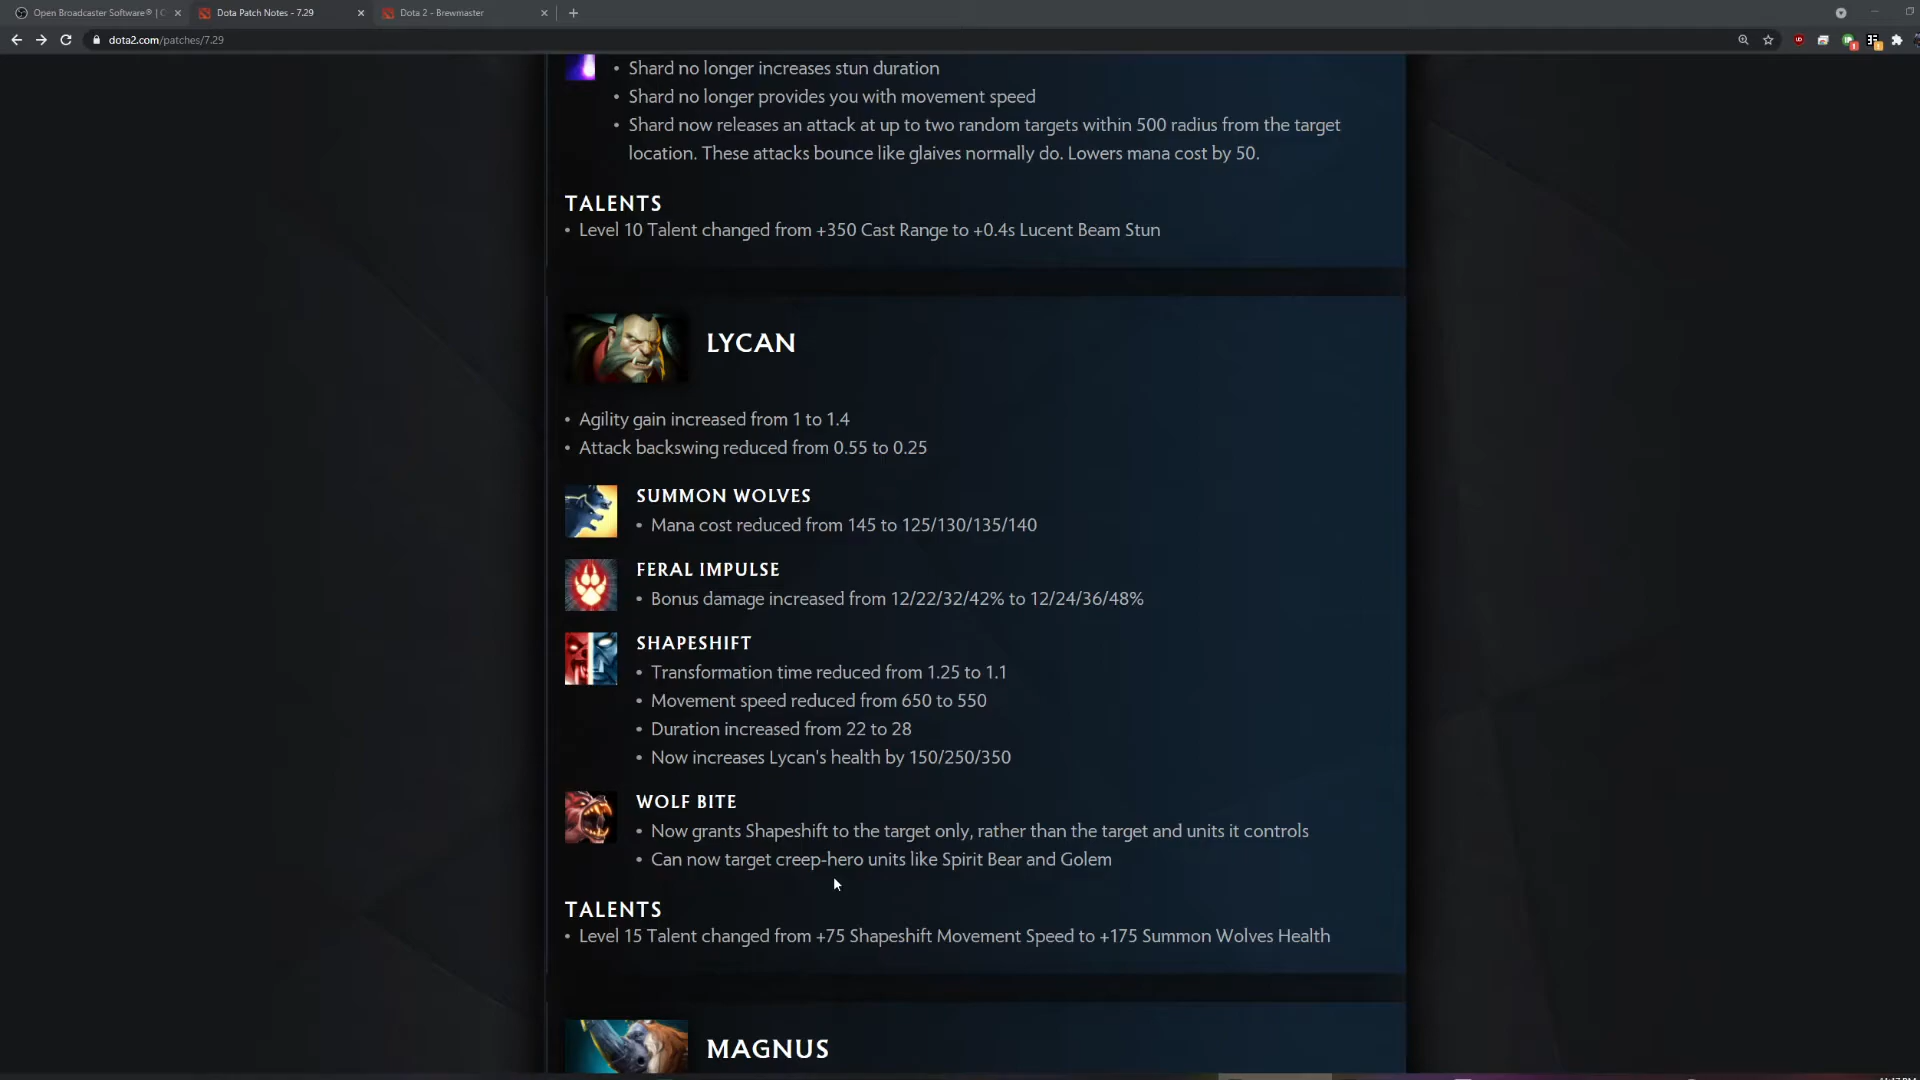 Open Broadcaster Software® | O
Dota Patch Notes - 7.29
Dota 2 - Brewmaster
dota2.com/patches/7.29
• Shard no longer increases stun duration
• Shard no longer provides you with movement speed
• Shard now releases an attack at up to two random targets within 500 radius from the target
location. These attacks bounce like glaives normally do. Lowers mana cost by 50.
TALENTS
• Level 10 Talent changed from +350 Cast Range to +0.4s Lucent Beam Stun
LYCAN
• Agility gain increased from 1 to 1.4
• Attack backswing reduced from 0.55 to 0.25
SUMMON WOLVES
• Mana cost reduced from 145 to 125/130/135/140
FERAL IMPULSE
• Bonus damage increased from 12/22/32/42% to 12/24/36/48%
SHAPESHIFT
• Transformation time reduced from 1.25 to 1.1
• Movement speed reduced from 650 to 550
• Duration increased from 22 to 28
• Now increases Lycan's health by 150/250/350
WOLF BITE
• Now grants Shapeshift to the target only, rather than the target and units it controls
• Can now target creep-hero units like Spirit Bear and Golem
TALENTS
• Level 15 Talent changed from +75 Shapeshift Movement Speed to +175 Summon Wolves Health
MAGNUS